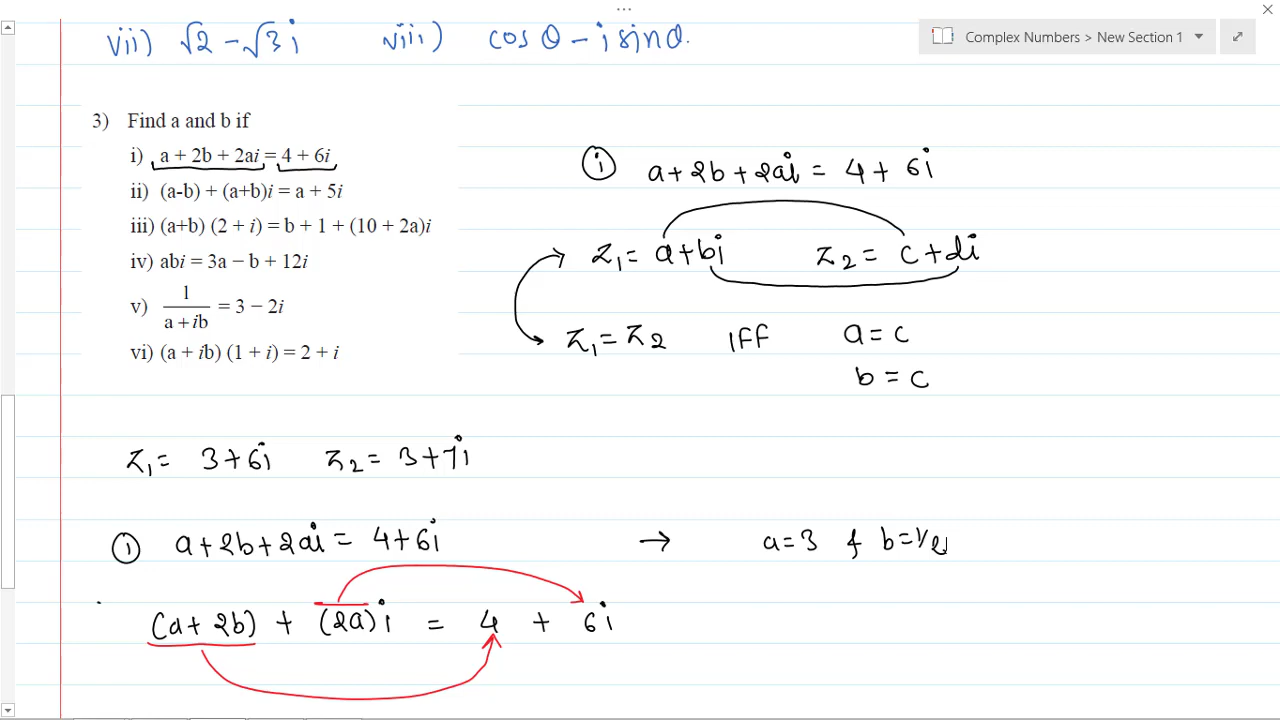 vii) √2 - √3 i viii) cos θ - i sin θ.
Complex Numbers > New Section 1
3) Find a and b if
i) a + 2b + 2ai = 4 + 6i
ii) (a-b) + (a+b)i = a + 5i
iii) (a+b) (2 + i) = b + 1 + (10 + 2a)i
iv) abi = 3a − b + 12i
v) 1/(a + ib) = 3 − 2i
vi) (a + ib) (1 + i) = 2 + i
① a+2b+2ai = 4+ 6i
z₁= a+bi z₂ = c+di
z₁=z₂ IFF a=c
b = c
z₁= 3+6i z₂= 3+7i
① a+2b+2ai = 4+6i → a=3 & b=1/2
(a+2b) + (2a)i = 4 + 6i